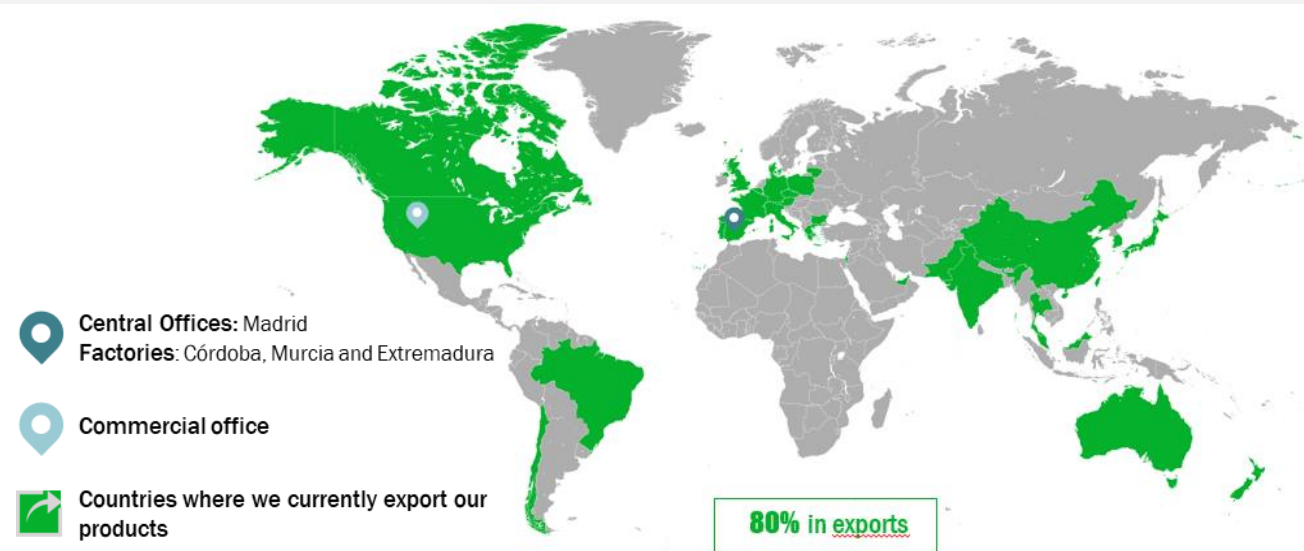 Central Offices: Madrid
Factories: Córdoba, Murcia and Extremadura
Commercial office
Countries where we currently export our
products
80% in exports